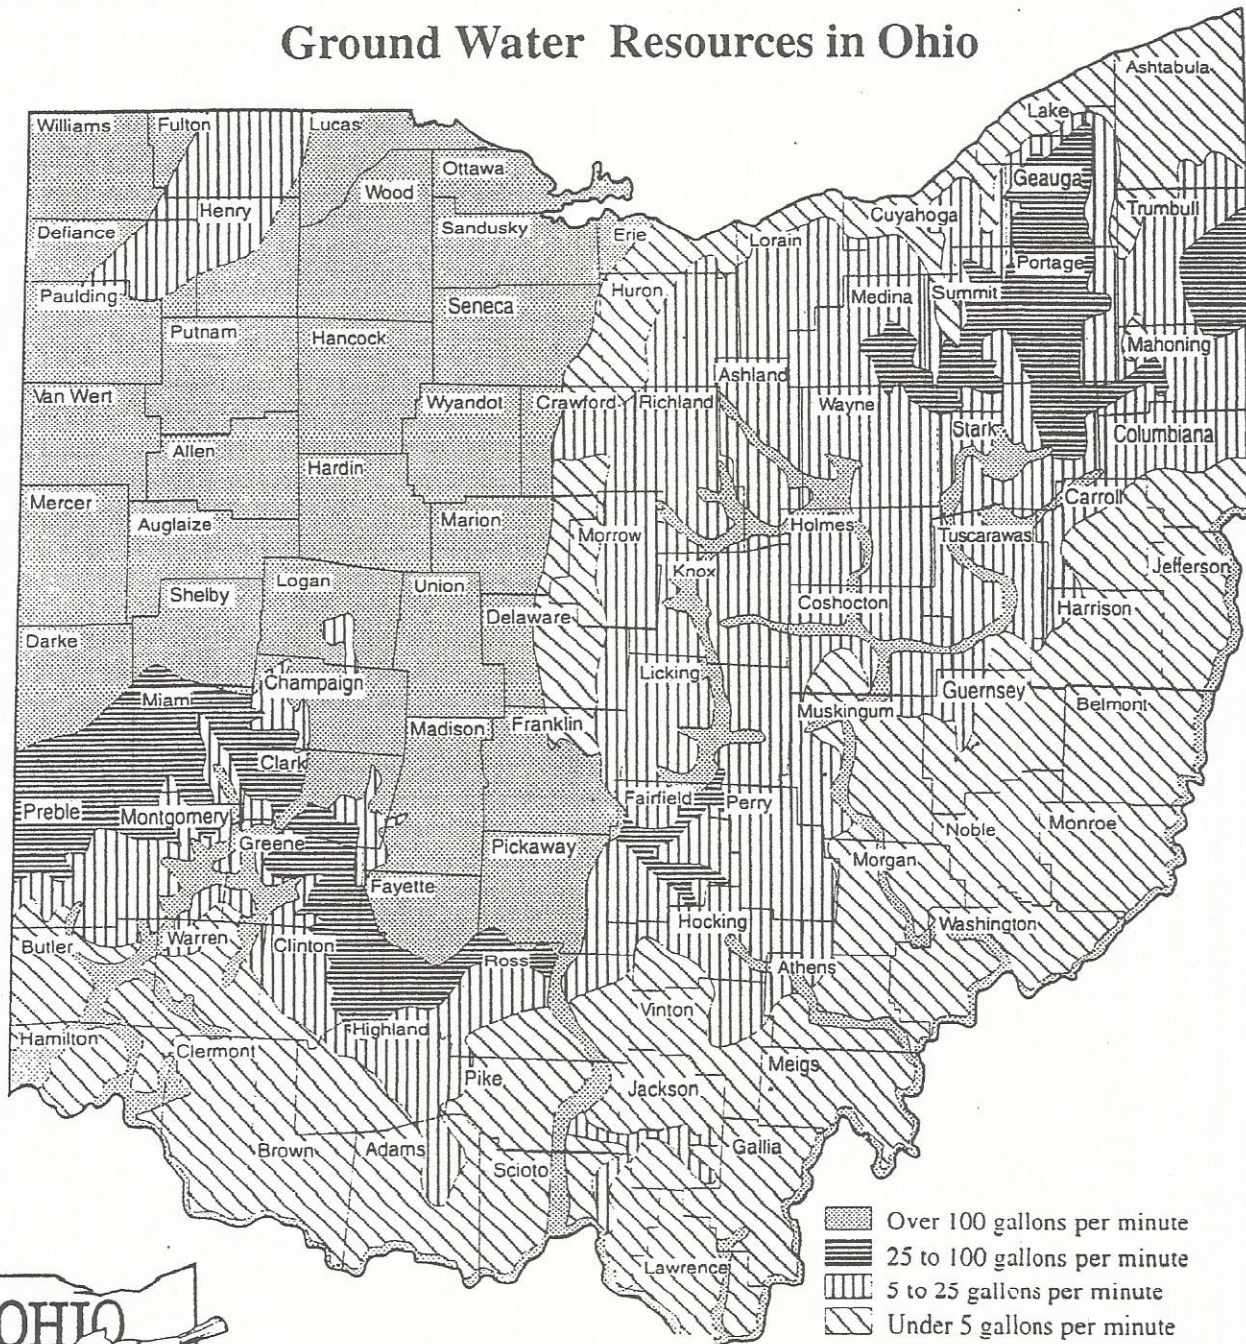 Ground Water Resources in Ohio
Ashtabula
Lake
Williams
Fulton
Lucas
Ottawa
Geauga
Wood
Henry
Cuyahoga
Trumbull
Defiance
Sandusky
Erie
Lorain
Portage
Paulding
Huron
Medina
Summit
Seneca
Putnam
Hancock
Mahoning
Ashland
Van Wert
Wyandot
Crawford
Richland
Wayne
Stark
Columbiana
Allen
Hardin
Mercer
Carroll
Auglaize
Marion
Holmes
Morrow
Tuscarawas
Jefferson
Knox
Logan
Union
Shelby
Coshocton
Harrison
Delaware
Darke
Licking
Champaign
Guernsey
Miam
Muskingum
Belmont
Madison
Franklin
Clark
Fairfield
Perry
Preble
Montgomery
Noble
Monroe
Greene
Pickaway
Morgan
Fayette
Hocking
Washington
Butler
Warren
Clinton
Ross
Athens
Vinton
Highland
Hamilton
Clermont
Meigs
Pike
Jackson
Brown
Adams
Gallia
Scioto
Lawrence
Over 100 gallons per minute
25 to 100 gallons per minute
5 to 25 gallons per minute
Under 5 gallons per minute
OHIO